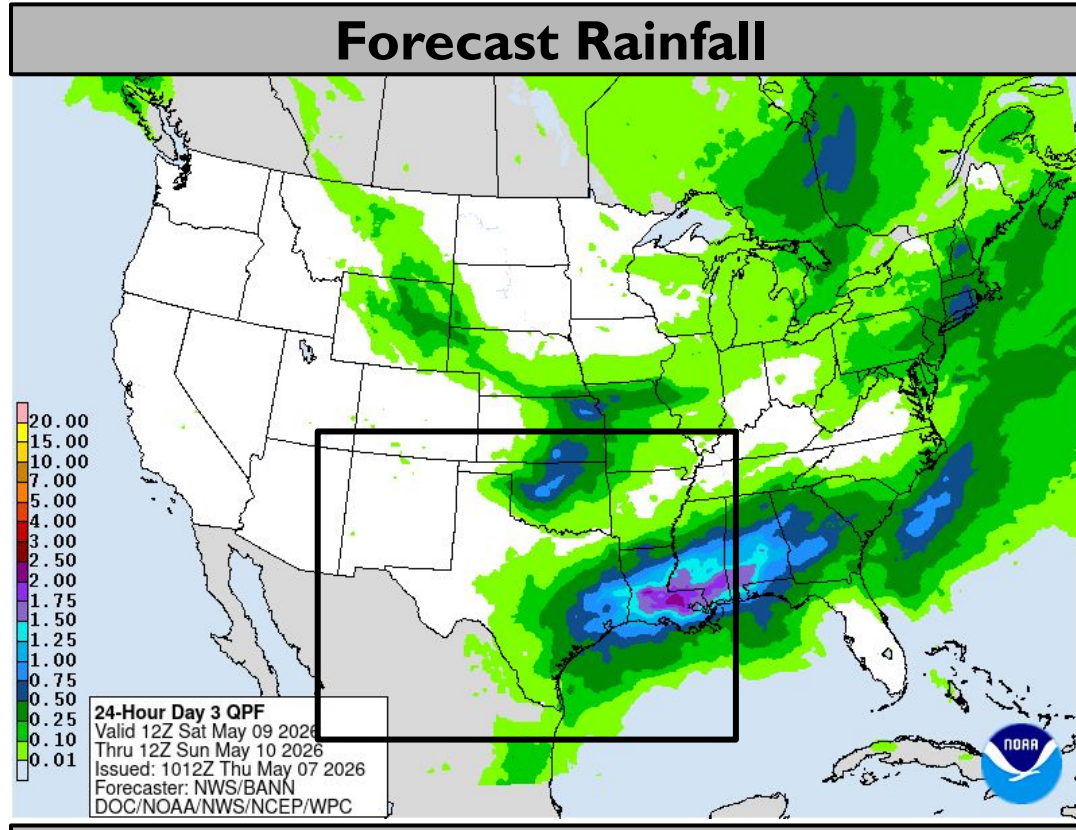 Forecast Rainfall
20.00
15.00
10.00
7.00
5.00
4.00
3.00
2.50
2.00
1.75
1.50
1.25
1.00
0.75
0.50
0.25
0.10
0.01
24-Hour Day 3 QPF
Valid 12Z Sat May 09 2026
Thru 12Z Sun May 10 2026
Issued: 1012Z Thu May 07 2026
Forecaster: NWS/BANN
DOC/NOAA/NWS/NCEP/WPC
NOAA